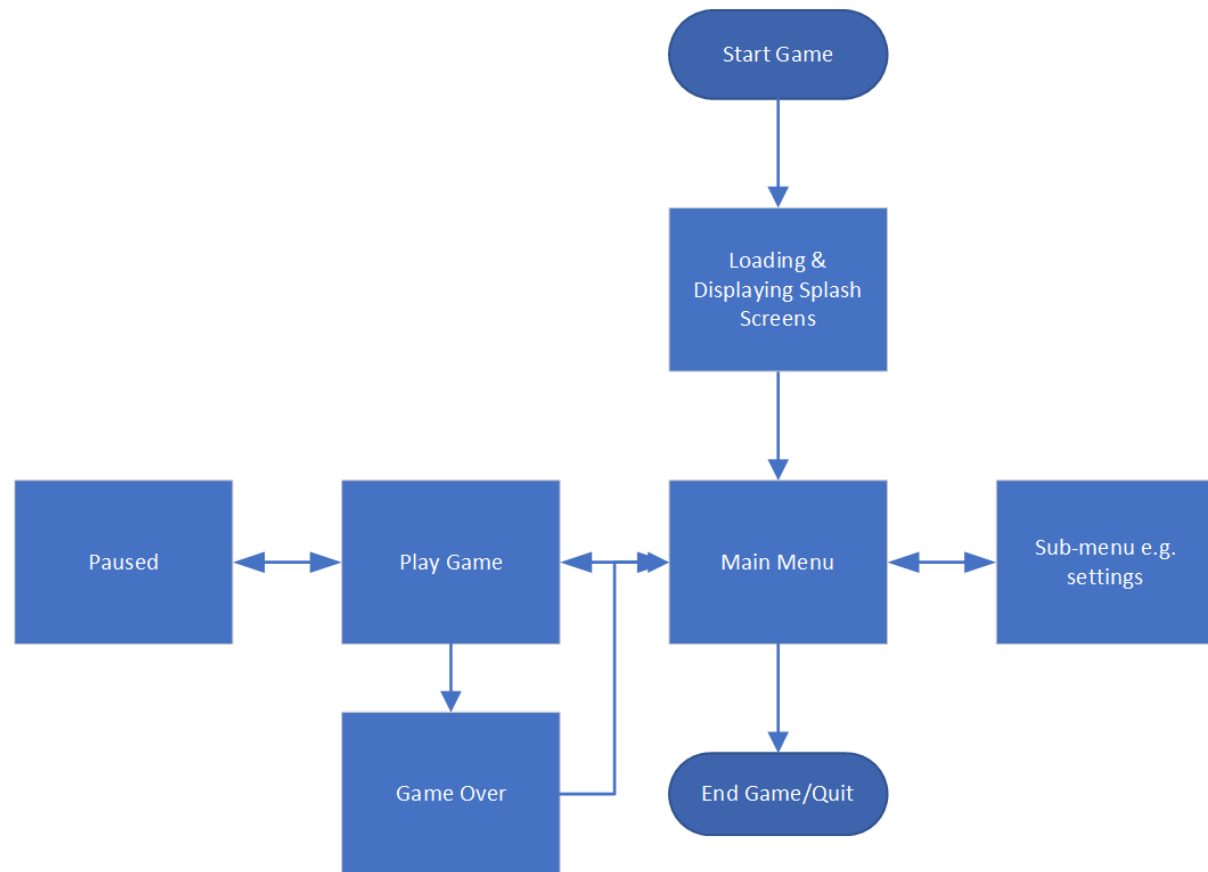 Start Game
Loading &
Displaying Splash
Screens
Paused
Play Game
Main Menu
Sub-menu e.g.
settings
Game Over
End Game/Quit